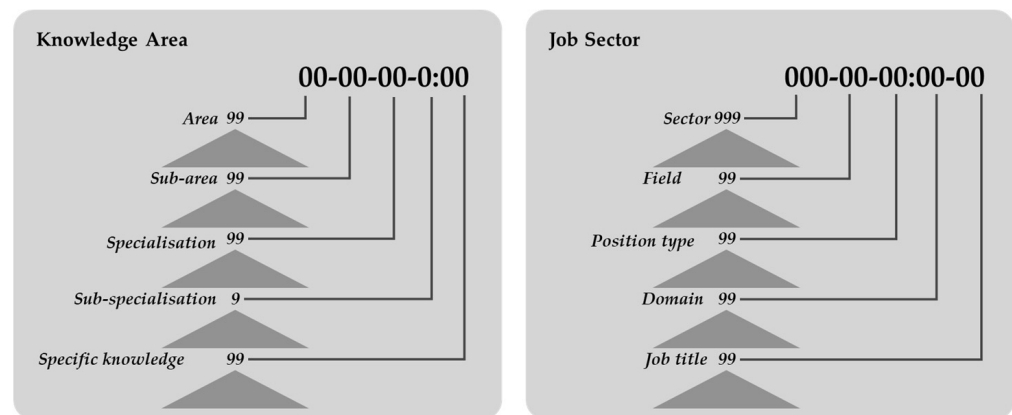 Knowledge Area
00-00-00-0:00
Area 99
Sub-area 99
Specialisation 99
Sub-specialisation 9
Specific knowledge 99
Job Sector
000-00-00:00-00
Sector 999
Field 99
Position type 99
Domain 99
Job title 99